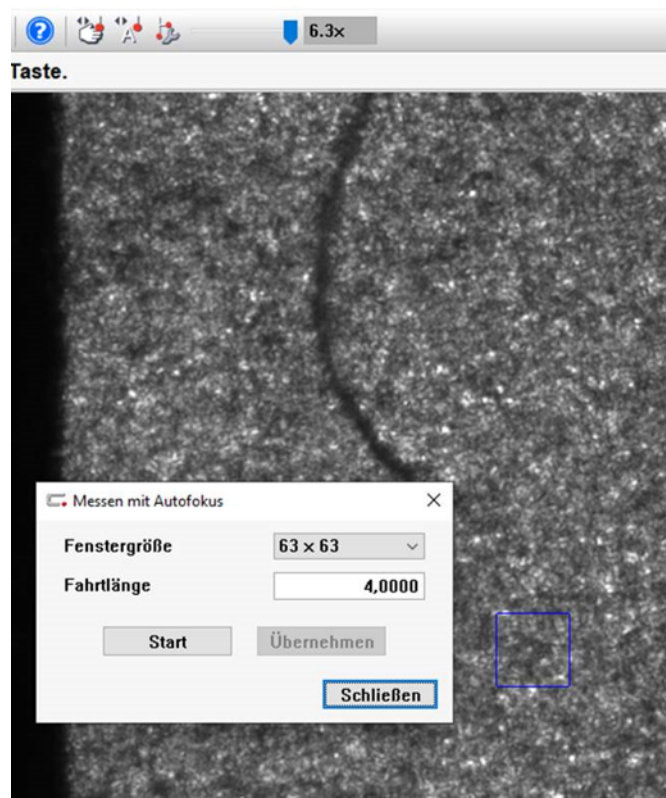 6.3x
Taste.
Messen mit Autofokus
Fenstergröße 63 x 63
Fahrtlänge 4,0000
Start Übernehmen
Schließen